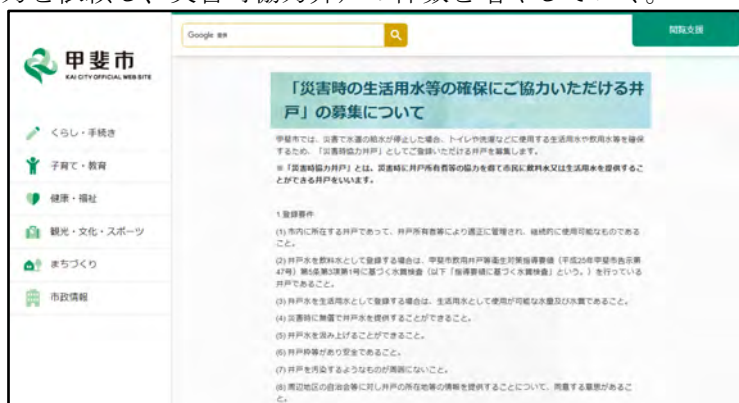 力を依頼し、災害時協力井戸の件数を増やしていく。
甲斐市
KAI CITY OFFICIAL WEB SITE
Google 提供
閲覧支援
くらし・手続き
子育て・教育
健康・福祉
観光・文化・スポーツ
まちづくり
市政情報
「災害時の生活用水等の確保にご協力いただける井
戸」の募集について
甲斐市では、災害で水道の給水が停止した場合、トイレや洗濯などに使用する生活用水や飲用水等を確保
するため、「災害時協力井戸」としてご登録いただける井戸を募集します。
※「災害時協力井戸」とは、災害時に井戸所有者等の協力を得て市民に飲料水又は生活用水を提供するこ
とができる井戸をいいます。
1.登録要件
(1) 市内に所在する井戸であって、井戸所有者等により適正に管理され、継続的に使用可能なものである
こと。
(2) 井戸水を飲料水として登録する場合は、甲斐市飲用井戸等衛生対策指導要領（平成25年甲斐市告示第
47号）第5条第3項第1号に基づく水質検査（以下「指導要領に基づく水質検査」という。）を行っている
井戸であること。
(3) 井戸水を生活用水として登録する場合は、生活用水として使用が可能な水量及び水質であること。
(4) 災害時に無償で井戸水を提供することができること。
(5) 井戸水を汲み上げることができること。
(6) 井戸枠等があり安全であること。
(7) 井戸を汚染するようなものが周囲にないこと。
(8) 周辺地区の自治会等に対し井戸の所在地等の情報を提供することについて、同意する意思があるこ
と。